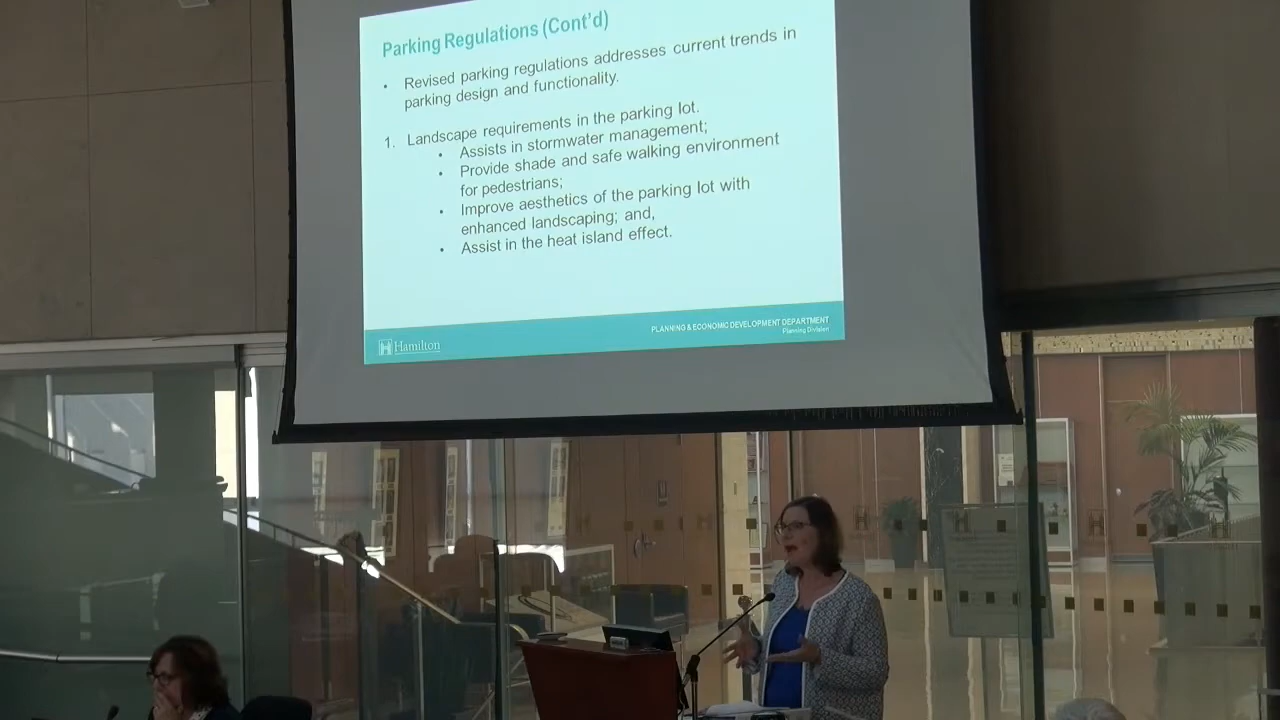 Parking Regulations (Cont'd)
• Revised parking regulations addresses current trends in
parking design and functionality.
1. Landscape requirements in the parking lot.
• Assists in stormwater management;
• Provide shade and safe walking environment
for pedestrians;
• Improve aesthetics of the parking lot with
enhanced landscaping; and,
• Assist in the heat island effect.
PLANNING & ECONOMIC DEVELOPMENT DEPARTMENT
Planning Division
Hamilton